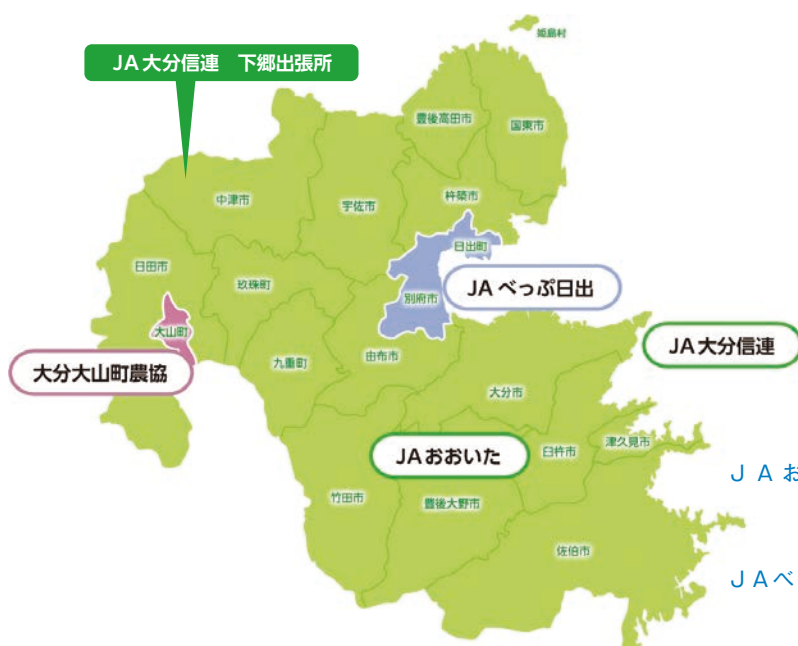 姫島村
JA大分信連 下郷出張所
豊後高田市
国東市
中津市
宇佐市
杵築市
日出町
日田市
玖珠町
JAべっぷ日出
別府市
大山町
由布市
JA大分信連
九重町
大分大山町農協
大分市
津久見市
臼杵市
JAおおいた
JAお
竹田市
豊後大野市
佐伯市
JAべ